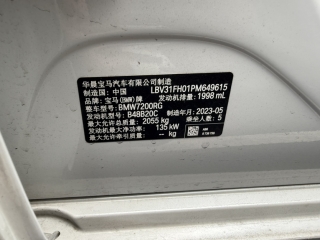 华晨宝马汽车有限公司制造
制造国：中国 LBV31FH01PM649615
品牌：宝马(BMW)牌 发动机排量：1998 mL
整车型号：BMW7200RG
发动机型号：B48B20C 制造年月：2023-05
最大允许总质量：2055 kg 乘坐人数：5
发动机最大净功率： 135 kW
最大允许牵引质量： -- kg